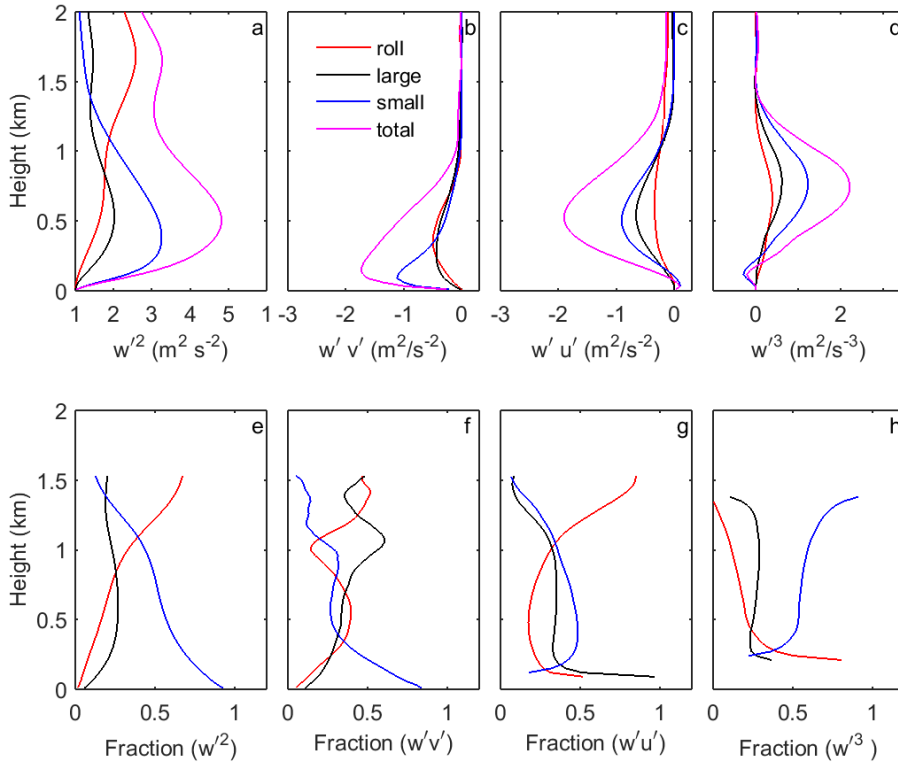 2
1.5
1
0.5
0
Height (km)
a
b
c
d
roll
large
small
total
1 2 3 4 5 6
-3 -2 -1 0
-3 -2 -1 0
0 2
w′2 (m2 s-2)
w′ v′ (m2/s-2)
w′ u′ (m2/s-2)
w′3 (m2/s-3)
2
1.5
1
0.5
0
Height (km)
e
f
g
h
0 0.5 1
0 0.5 1
0 0.5 1
0 0.5 1
Fraction (w′2)
Fraction (w′v′)
Fraction (w′u′)
Fraction (w′3 )